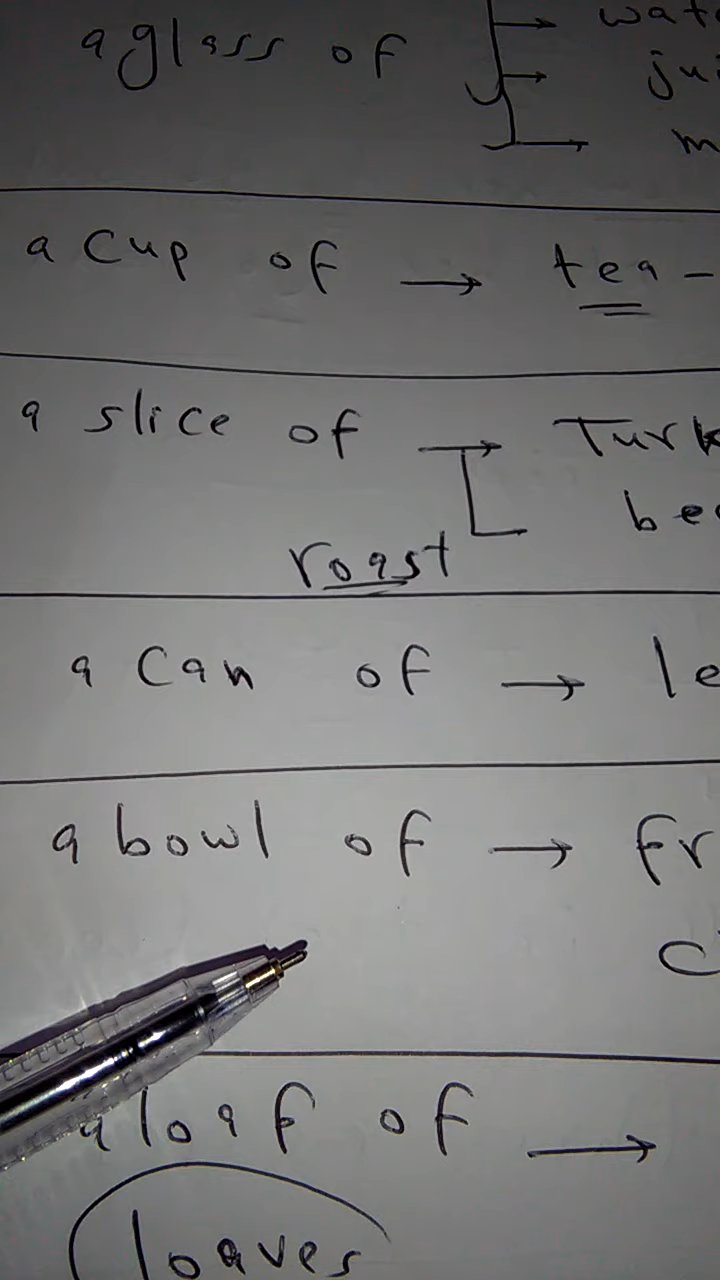 a glass of
a cup of → tea -
a slice of →
roast
a can of →
a bowl of →
a loaf of →
loaves